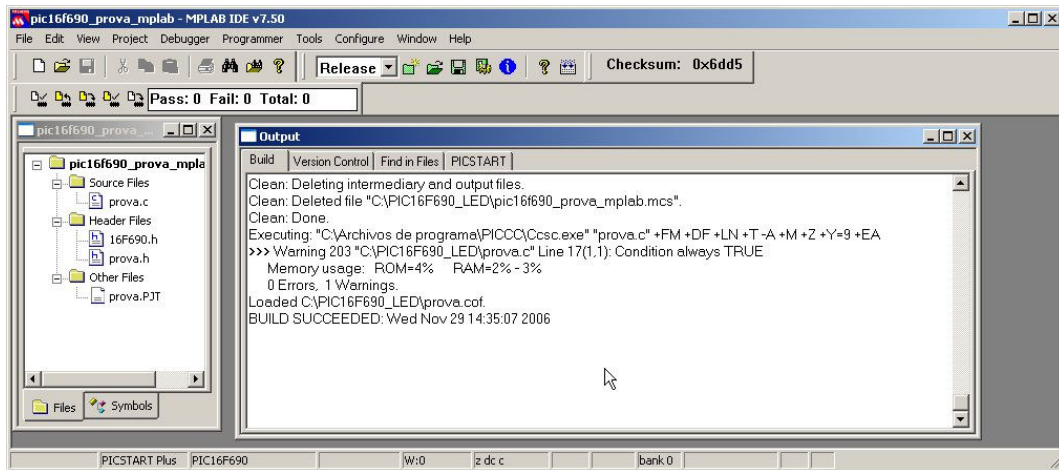 pic16f690_prova_mplab - MPLAB IDE v7.50
File Edit View Project Debugger Programmer Tools Configure Window Help
Release Checksum: 0x6dd5
Pass: 0 Fail: 0 Total: 0
pic16f690_prova_...
pic16f690_prova_mpla
Source Files
prova.c
Header Files
16F690.h
prova.h
Other Files
prova.PJT
Files Symbols
Output
Build Version Control Find in Files PICSTART
Clean: Deleting intermediary and output files.
Clean: Deleted file "C:\PIC16F690_LED\pic16f690_prova_mplab.mcs".
Clean: Done.
Executing: "C:\Archivos de programa\PICCC\Ccsc.exe" "prova.c" +FM +DF +LN +T -A +M +Z +Y=9 +EA
>>> Warning 203 "C:\PIC16F690_LED\prova.c" Line 17(1,1): Condition always TRUE
Memory usage: ROM=4% RAM=2% - 3%
0 Errors, 1 Warnings.
Loaded C:\PIC16F690_LED\prova.cof.
BUILD SUCCEEDED: Wed Nov 29 14:35:07 2006
PICSTART Plus PIC16F690 W:0 z dc c bank 0